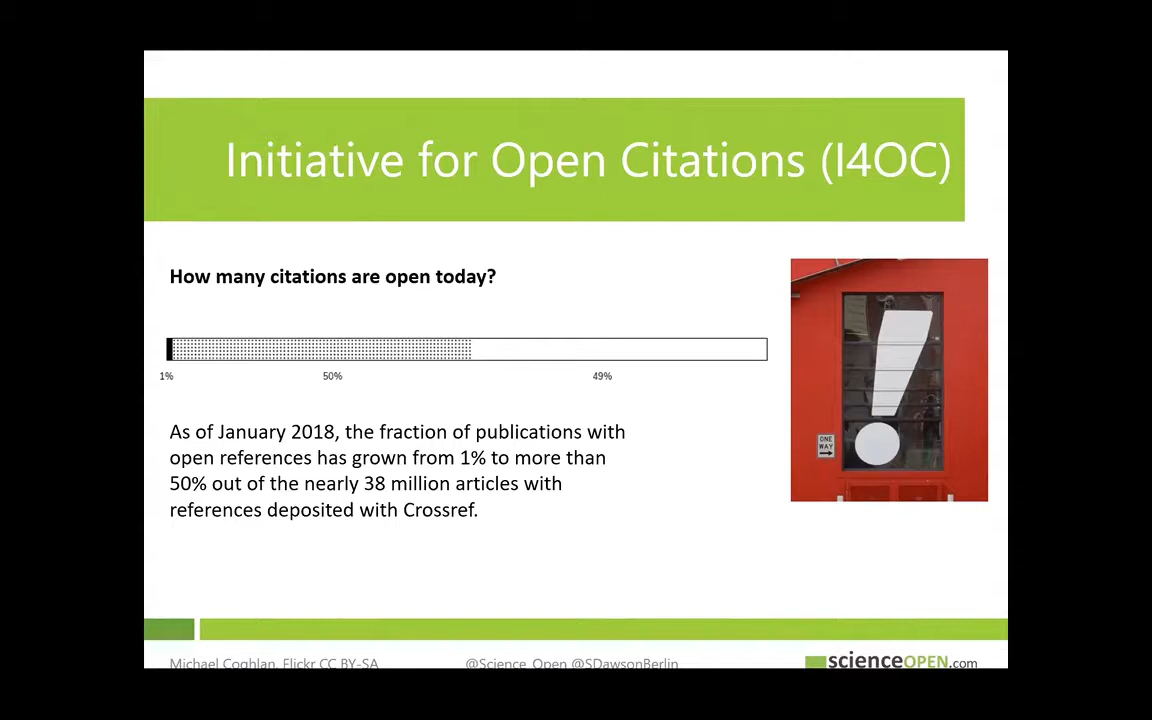 Initiative for Open Citations (I4OC)
How many citations are open today?
1%
50%
49%
As of January 2018, the fraction of publications with
open references has grown from 1% to more than
50% out of the nearly 38 million articles with
references deposited with Crossref.
ONE
WAY
!
Michael Coghlan, Flickr CC BY-SA
@Science_Open @SDawsonBerlin
scienceOPEN.com